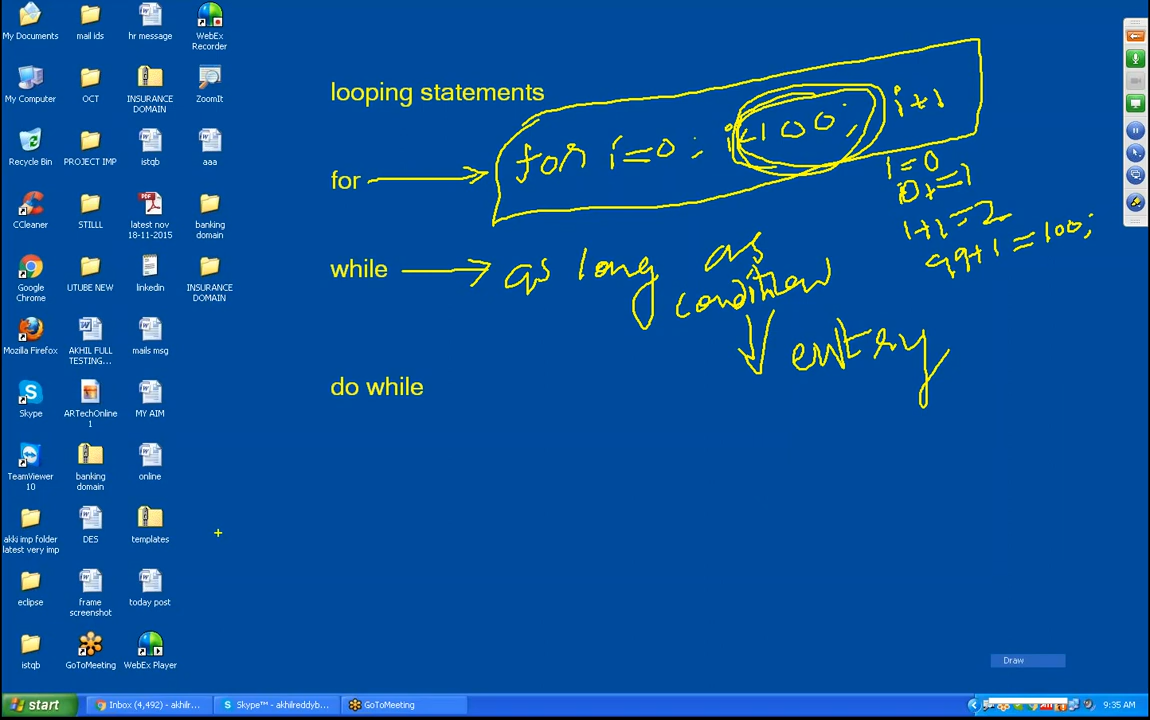 My Documents
mail ids
hr message
WebEx
Recorder
looping statements
My Computer
OCT
INSURANCE
DOMAIN
ZoomIt
for i=0; i<100; i+1
i=0
0+=1
1+1=2
99+1=100;
Recycle Bin
PROJECT IMP
istqb
aaa
for
CCleaner
STILLL
latest nov
18-11-2015
banking
domain
while
as long as
condition
entry
Google
Chrome
UTUBE NEW
linkedin
INSURANCE
DOMAIN
Mozilla Firefox
AKHIL FULL
TESTING...
mails msg
do while
Skype
ARTechOnline
1
MY AIM
TeamViewer
10
banking
domain
online
akki imp folder
latest very imp
DES
templates
eclipse
frame
screenshot
today post
istqb
GoToMeeting
WebEx Player
Draw
start
Inbox (4,492) - akhilr...
Skype™ - akhilreddyb...
GoToMeeting
9:35 AM